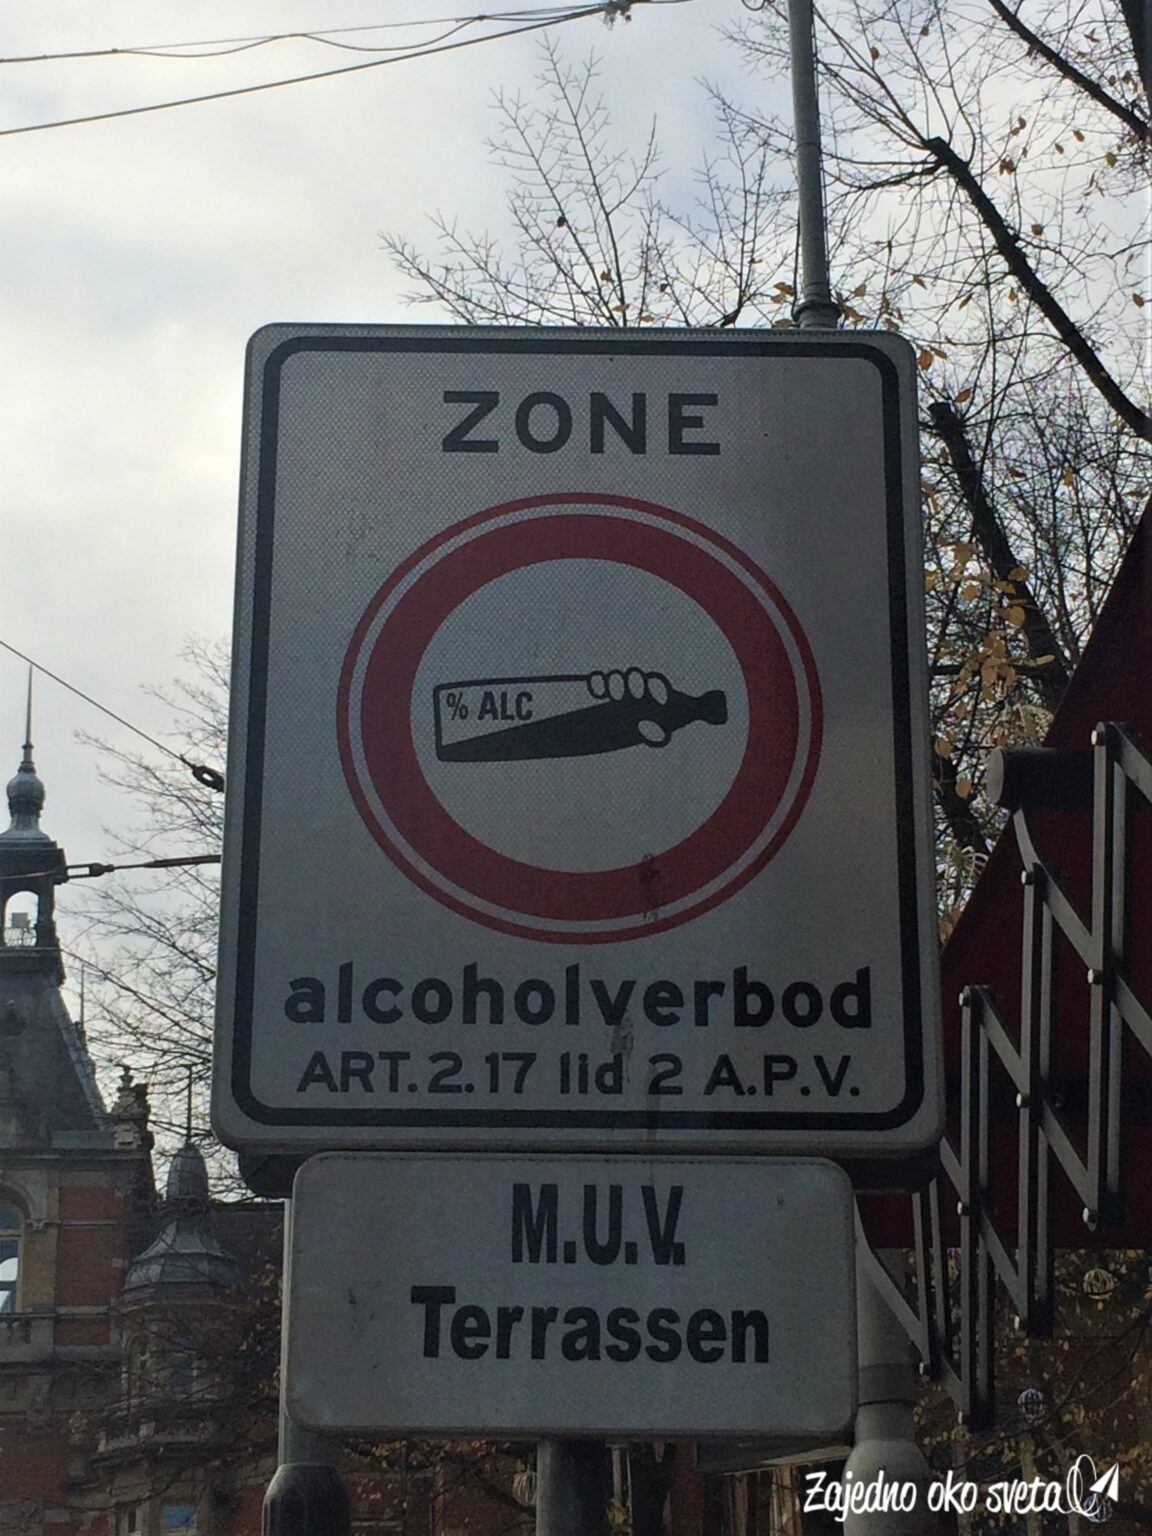 ZONE
% ALC
alcoholverbod
ART. 2.17 lid 2 A.P.V.
M.U.V.
Terrassen
Zajedno oko sveta